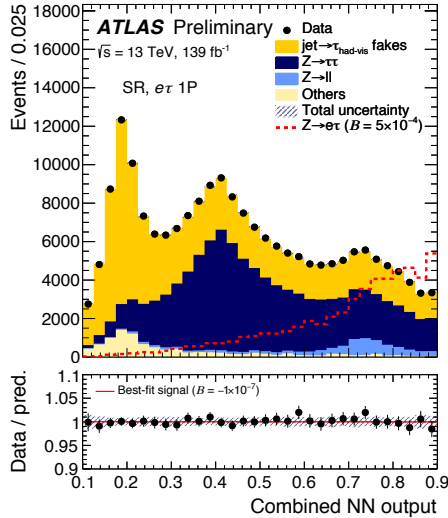 ATLAS Preliminary
√s = 13 TeV, 139 fb⁻¹
SR, eτ 1P
Data
jet→τhad-vis fakes
Z→ττ
Z→ll
Others
Total uncertainty
Z→eτ (B = 5×10⁻⁴)
Events / 0.025
18000
16000
14000
12000
10000
8000
6000
4000
2000
0
Data / pred.
1.1
1.05
1
0.95
0.9
Best-fit signal (B = −1×10⁻⁷)
0.1 0.2 0.3 0.4 0.5 0.6 0.7 0.8 0.9
Combined NN output